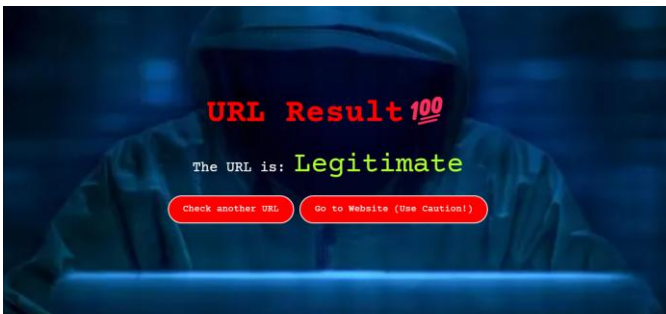 URL Result 💯
The URL is: Legitimate
Check another URL
Go to Website (Use Caution!)